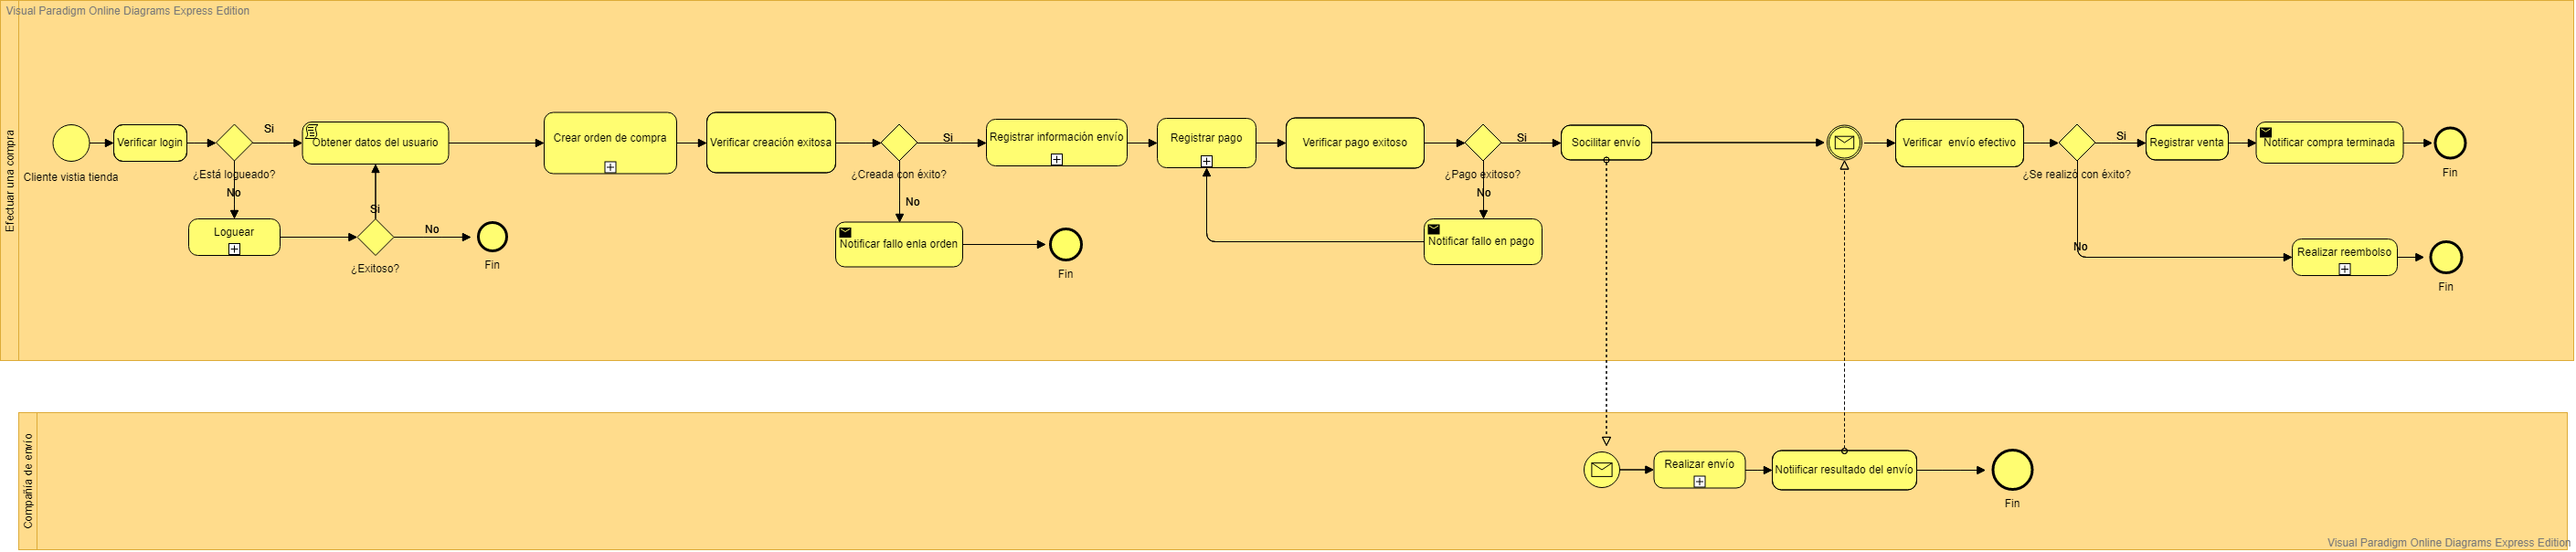 Visual Paradigm Online Diagrams Express Edition
Efectuar una compra
Cliente vistia tienda
Verificar login
¿Está logueado?
Si
No
Loguear
¿Exitoso?
Si
No
Fin
Obtener datos del usuario
Crear orden de compra
Verificar creación exitosa
¿Creada con éxito?
Si
No
Notificar fallo enla orden
Fin
Registrar información envío
Registrar pago
Verificar pago exitoso
¿Pago exitoso?
Si
No
Notificar fallo en pago
Socilitar envío
Verificar envío efectivo
¿Se realizó con éxito?
Si
No
Registrar venta
Notificar compra terminada
Fin
Realizar reembolso
Fin
Compañía de envío
Realizar envío
Notiificar resultado del envío
Fin
Visual Paradigm Online Diagrams Express Edition